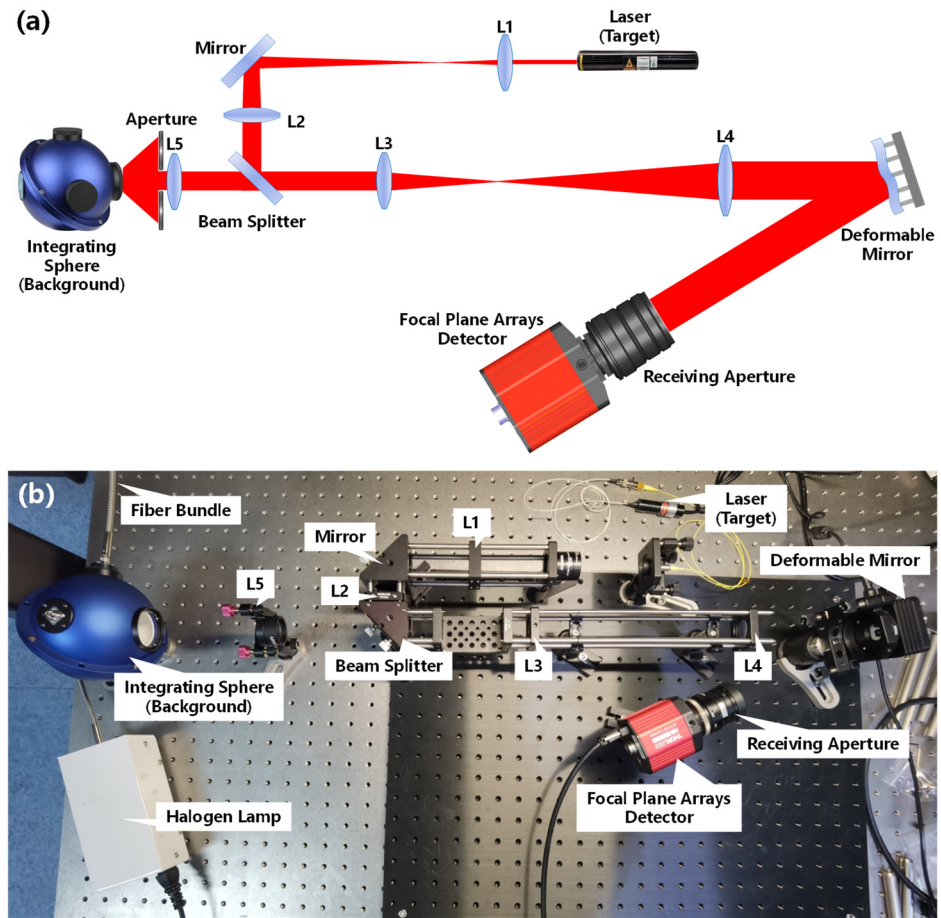 (a)
Laser
(Target)
L1
Mirror
L2
Aperture
L5
L3
L4
Beam Splitter
Integrating
Sphere
(Background)
Deformable
Mirror
Focal Plane Arrays
Detector
Receiving Aperture
(b)
Fiber Bundle
L1
Laser
(Target)
Mirror
Deformable Mirror
L5
L2
Beam Splitter
L3
L4
Integrating Sphere
(Background)
Receiving Aperture
Focal Plane Arrays
Detector
Halogen Lamp
THORLABS